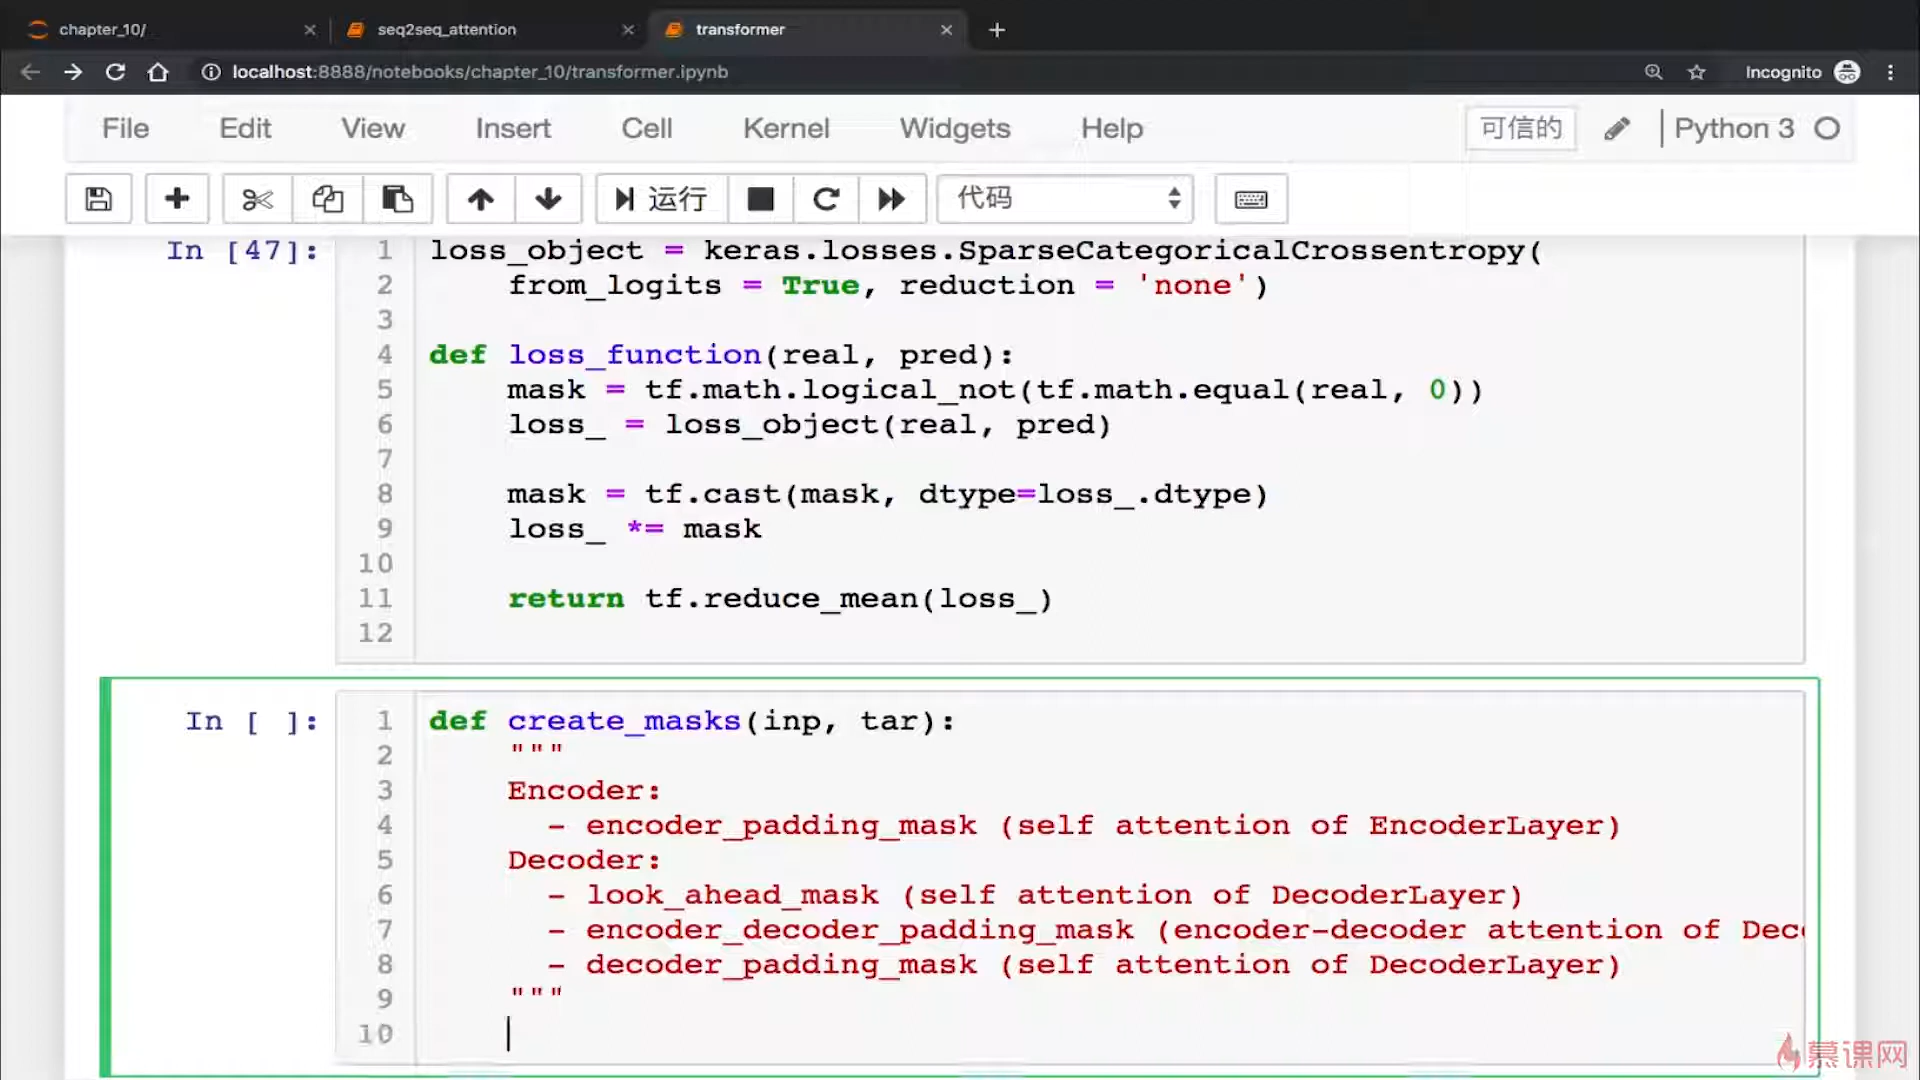 chapter_10/
seq2seq_attention
transformer
localhost:8888/notebooks/chapter_10/transformer.ipynb
Incognito
File Edit View Insert Cell Kernel Widgets Help 可信的 Python 3
运行 代码
In [47]:
1 loss_object = keras.losses.SparseCategoricalCrossentropy(
2 from_logits = True, reduction = 'none')
3
4 def loss_function(real, pred):
5 mask = tf.math.logical_not(tf.math.equal(real, 0))
6 loss_ = loss_object(real, pred)
7
8 mask = tf.cast(mask, dtype=loss_.dtype)
9 loss_ *= mask
10
11 return tf.reduce_mean(loss_)
12
In [ ]:
1 def create_masks(inp, tar):
2 """
3 Encoder:
4 - encoder_padding_mask (self attention of EncoderLayer)
5 Decoder:
6 - look_ahead_mask (self attention of DecoderLayer)
7 - encoder_decoder_padding_mask (encoder-decoder attention of Dec
8 - decoder_padding_mask (self attention of DecoderLayer)
9 """
10
慕课网